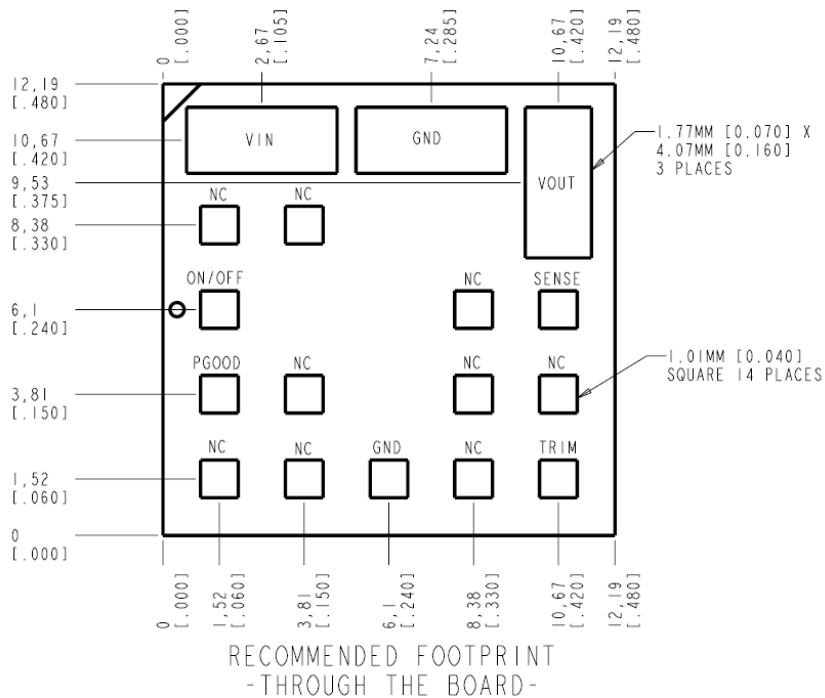 0
[.000]
2,67
[.105]
7,24
[.285]
10,67
[.420]
12,19
[.480]
12,19
[.480]
10,67
[.420]
9,53
[.375]
8,38
[.330]
6,1
[.240]
3,81
[.150]
1,52
[.060]
0
[.000]
VIN
GND
VOUT
1.77MM [0.070] X
4.07MM [0.160]
3 PLACES
NC
NC
ON/OFF
NC
SENSE
PGOOD
NC
NC
NC
1.01MM [0.040]
SQUARE 14 PLACES
NC
NC
GND
NC
TRIM
0
[.000]
1,52
[.060]
3,81
[.150]
6,1
[.240]
8,38
[.330]
10,67
[.420]
12,19
[.480]
RECOMMENDED FOOTPRINT
-THROUGH THE BOARD-